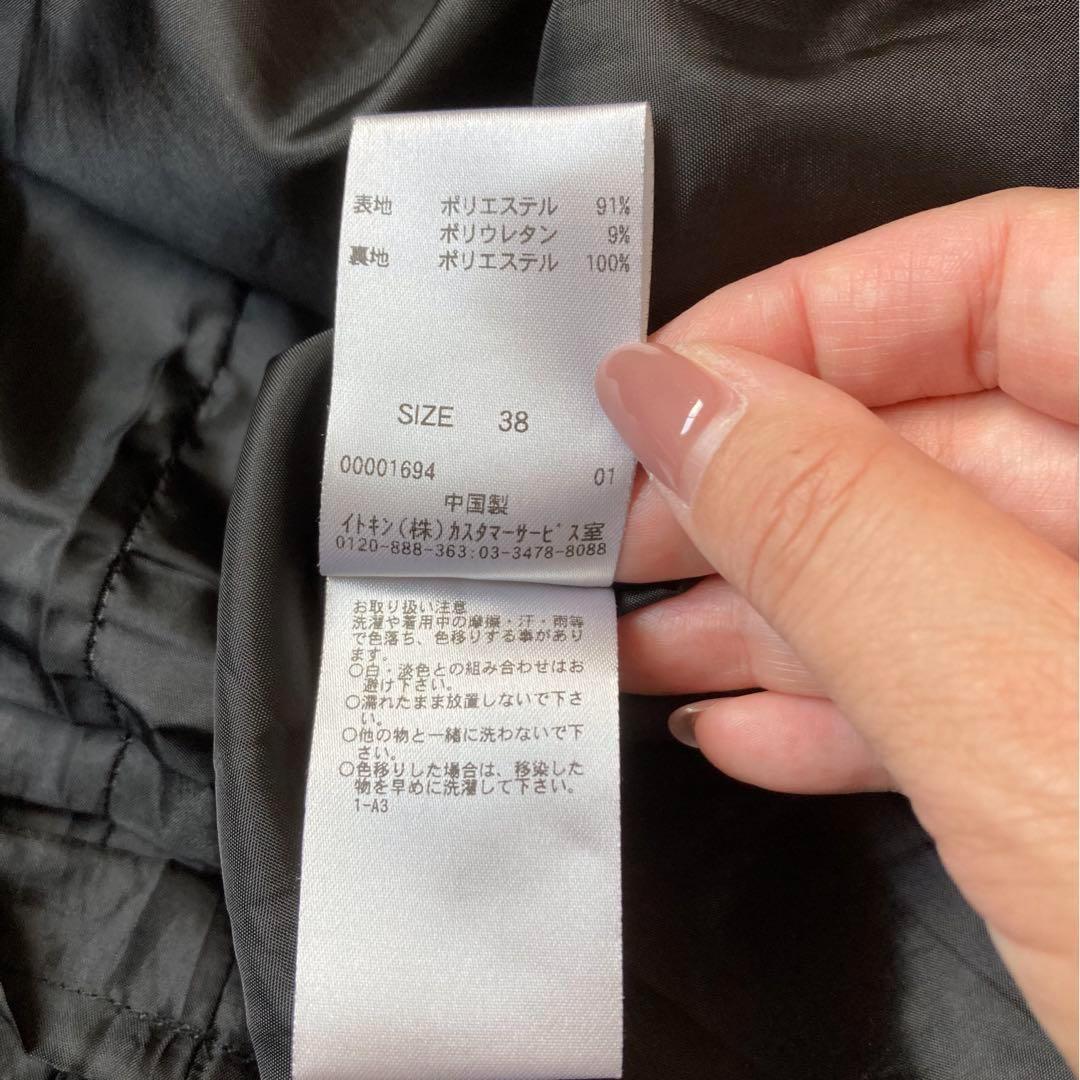 表地 ポリエステル 91%
ポリウレタン 9%
裏地 ポリエステル 100%
SIZE 38
00001694 01
中国製
イトキン(株)カスタマーサービス室
0120-888-363:03-3478-8088
お取り扱い注意
洗濯や着用中の摩擦・汗・雨等
で色落ち、色移りする事があり
ます。
○白・淡色との組み合わせはお
避け下さい。
○濡れたまま放置しないで下さ
い。
○他の物と一緒に洗わないで下
さい。
○色移りした場合は、移染した
物を早めに洗濯して下さい。
1-A3